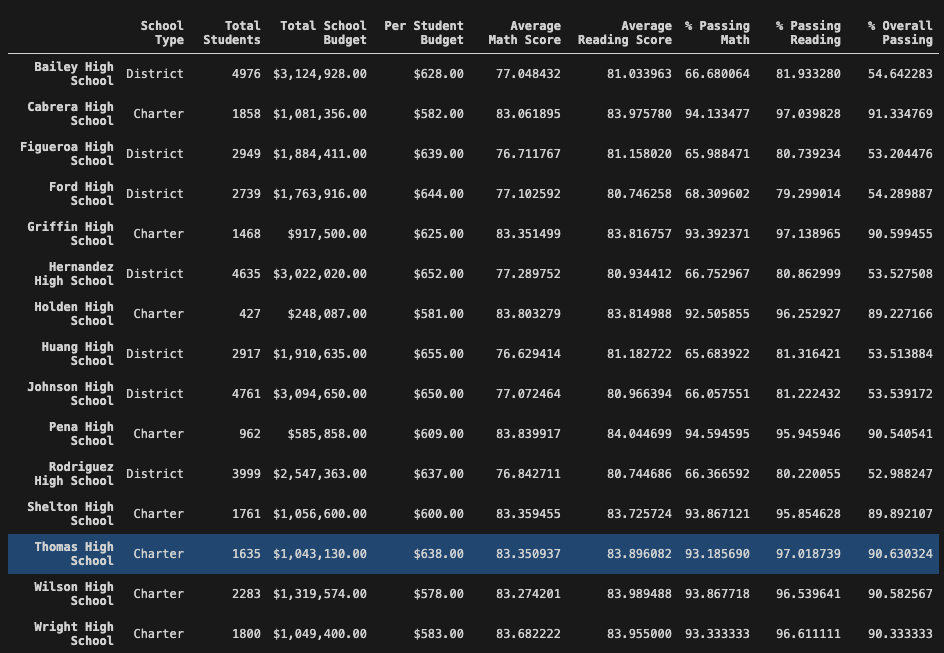 School Total Total School Per Student Average Average % Passing % Passing % Overall
Type Students Budget Budget Math Score Reading Score Math Reading Passing
Bailey High School District 4976 $3,124,928.00 $628.00 77.048432 81.033963 66.680064 81.933280 54.642283
Cabrera High School Charter 1858 $1,081,356.00 $582.00 83.061895 83.975780 94.133477 97.039828 91.334769
Figueroa High School District 2949 $1,884,411.00 $639.00 76.711767 81.158020 65.988471 80.739234 53.204476
Ford High School District 2739 $1,763,916.00 $644.00 77.102592 80.746258 68.309602 79.299014 54.289887
Griffin High School Charter 1468 $917,500.00 $625.00 83.351499 83.816757 93.392371 97.138965 90.599455
Hernandez High School District 4635 $3,022,020.00 $652.00 77.289752 80.934412 66.752967 80.862999 53.527508
Holden High School Charter 427 $248,087.00 $581.00 83.803279 83.814988 92.505855 96.252927 89.227166
Huang High School District 2917 $1,910,635.00 $655.00 76.629414 81.182722 65.683922 81.316421 53.513884
Johnson High School District 4761 $3,094,650.00 $650.00 77.072464 80.966394 66.057551 81.222432 53.539172
Pena High School Charter 962 $585,858.00 $609.00 83.839917 84.044699 94.594595 95.945946 90.540541
Rodriguez High School District 3999 $2,547,363.00 $637.00 76.842711 80.744686 66.366592 80.220055 52.988247
Shelton High School Charter 1761 $1,056,600.00 $600.00 83.359455 83.725724 93.867121 95.854628 89.892107
Thomas High School Charter 1635 $1,043,130.00 $638.00 83.350937 83.896082 93.185690 97.018739 90.630324
Wilson High School Charter 2283 $1,319,574.00 $578.00 83.274201 83.989488 93.867718 96.539641 90.582567
Wright High School Charter 1800 $1,049,400.00 $583.00 83.682222 83.955000 93.333333 96.611111 90.333333